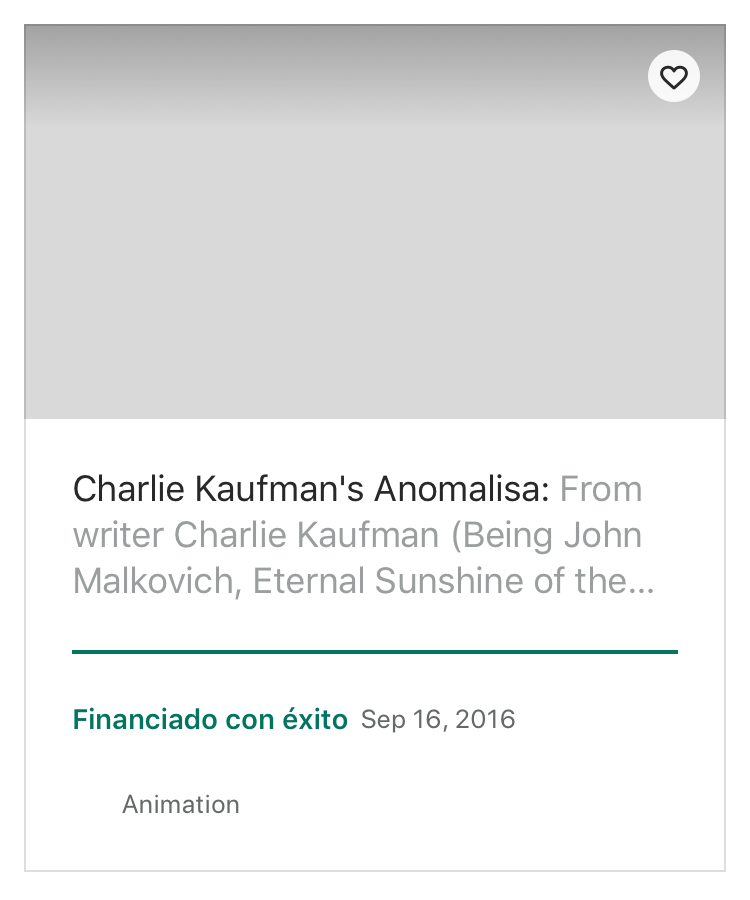 Charlie Kaufman's Anomalisa: From
writer Charlie Kaufman (Being John
Malkovich, Eternal Sunshine of the...
Financiado con éxito Sep 16, 2016
Animation